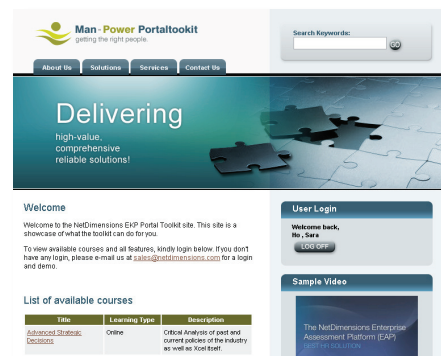 Man-Power Portaltookit
getting the right people.
Search Keywords:
GO
About Us
Solutions
Services
Contact Us
Delivering
high-value,
comprehensive
reliable solutions!
Welcome
Welcome to the NetDimensions EKP Portal Toolkit site. This site is a
showcase of what the toolkit can do for you.
To view available courses and all features, kindly login below. If you don't
have any login, please e-mail us at sales@netdimensions.com for a login
and demo.
User Login
Welcome back,
Ho , Sara
LOG OFF
List of available courses
Title Learning Type Description
Advanced Strategic Online Critical Analysis of past and
Decisions current policies of the industry
as well as Xcel itself.
Sample Video
The NetDimensions Enterprise
Assessment Platform (EAP)